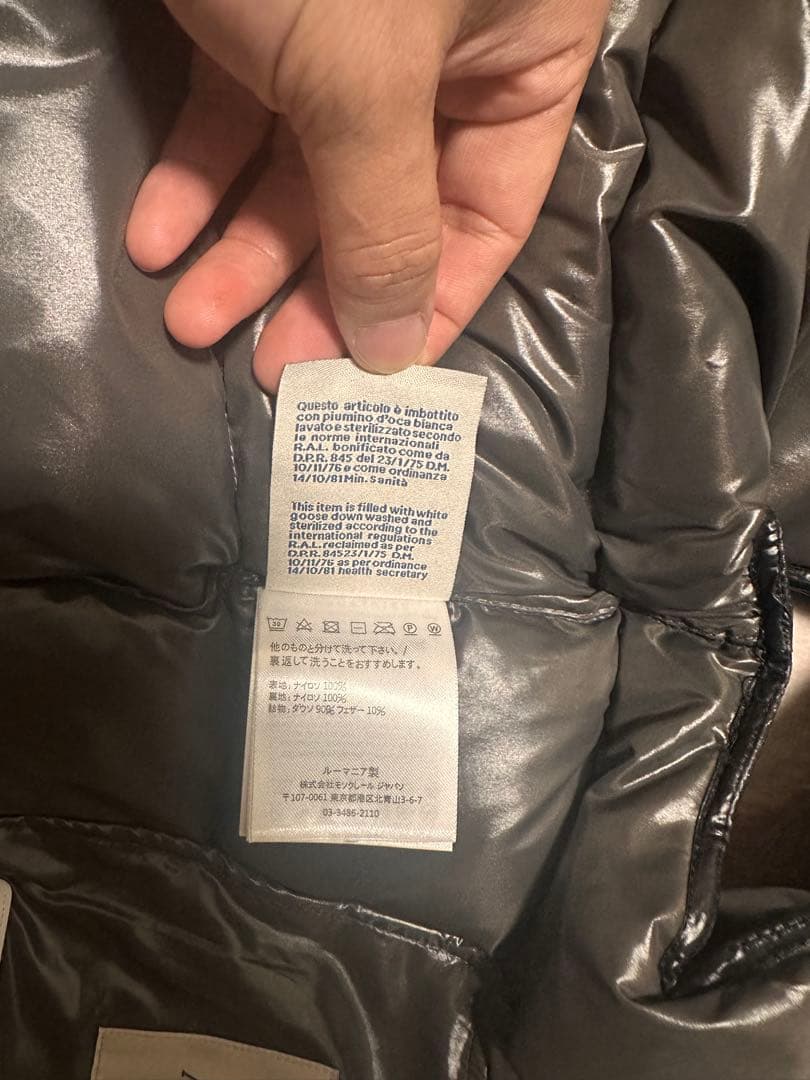 Questo articolo è imbottito
con piumino d'oca bianca
lavato e sterilizzato secondo
le norme internazionali
R.A.L. bonificato come da
D.P.R. 845 del 23/1/75 D.M.
10/11/76 e come ordinanza
14/10/81 Min. Sanità
This item is filled with white
goose down washed and
sterilized according to the
international regulations
R.A.L. reclaimed as per
D.P.R. 84523/1/75 D.M.
10/11/76 as per ordinance
14/10/81 health secretary
30 P W
他のものと分けて洗って下さい。/
裏返して洗うことをおすすめします。
表地: ナイロン 100%
裏地: ナイロン 100%
詰物: ダウン 90% フェザー 10%
ルーマニア製
株式会社モンクレール ジャパン
〒107-0061 東京都港区北青山3-6-7
03-3486-2110